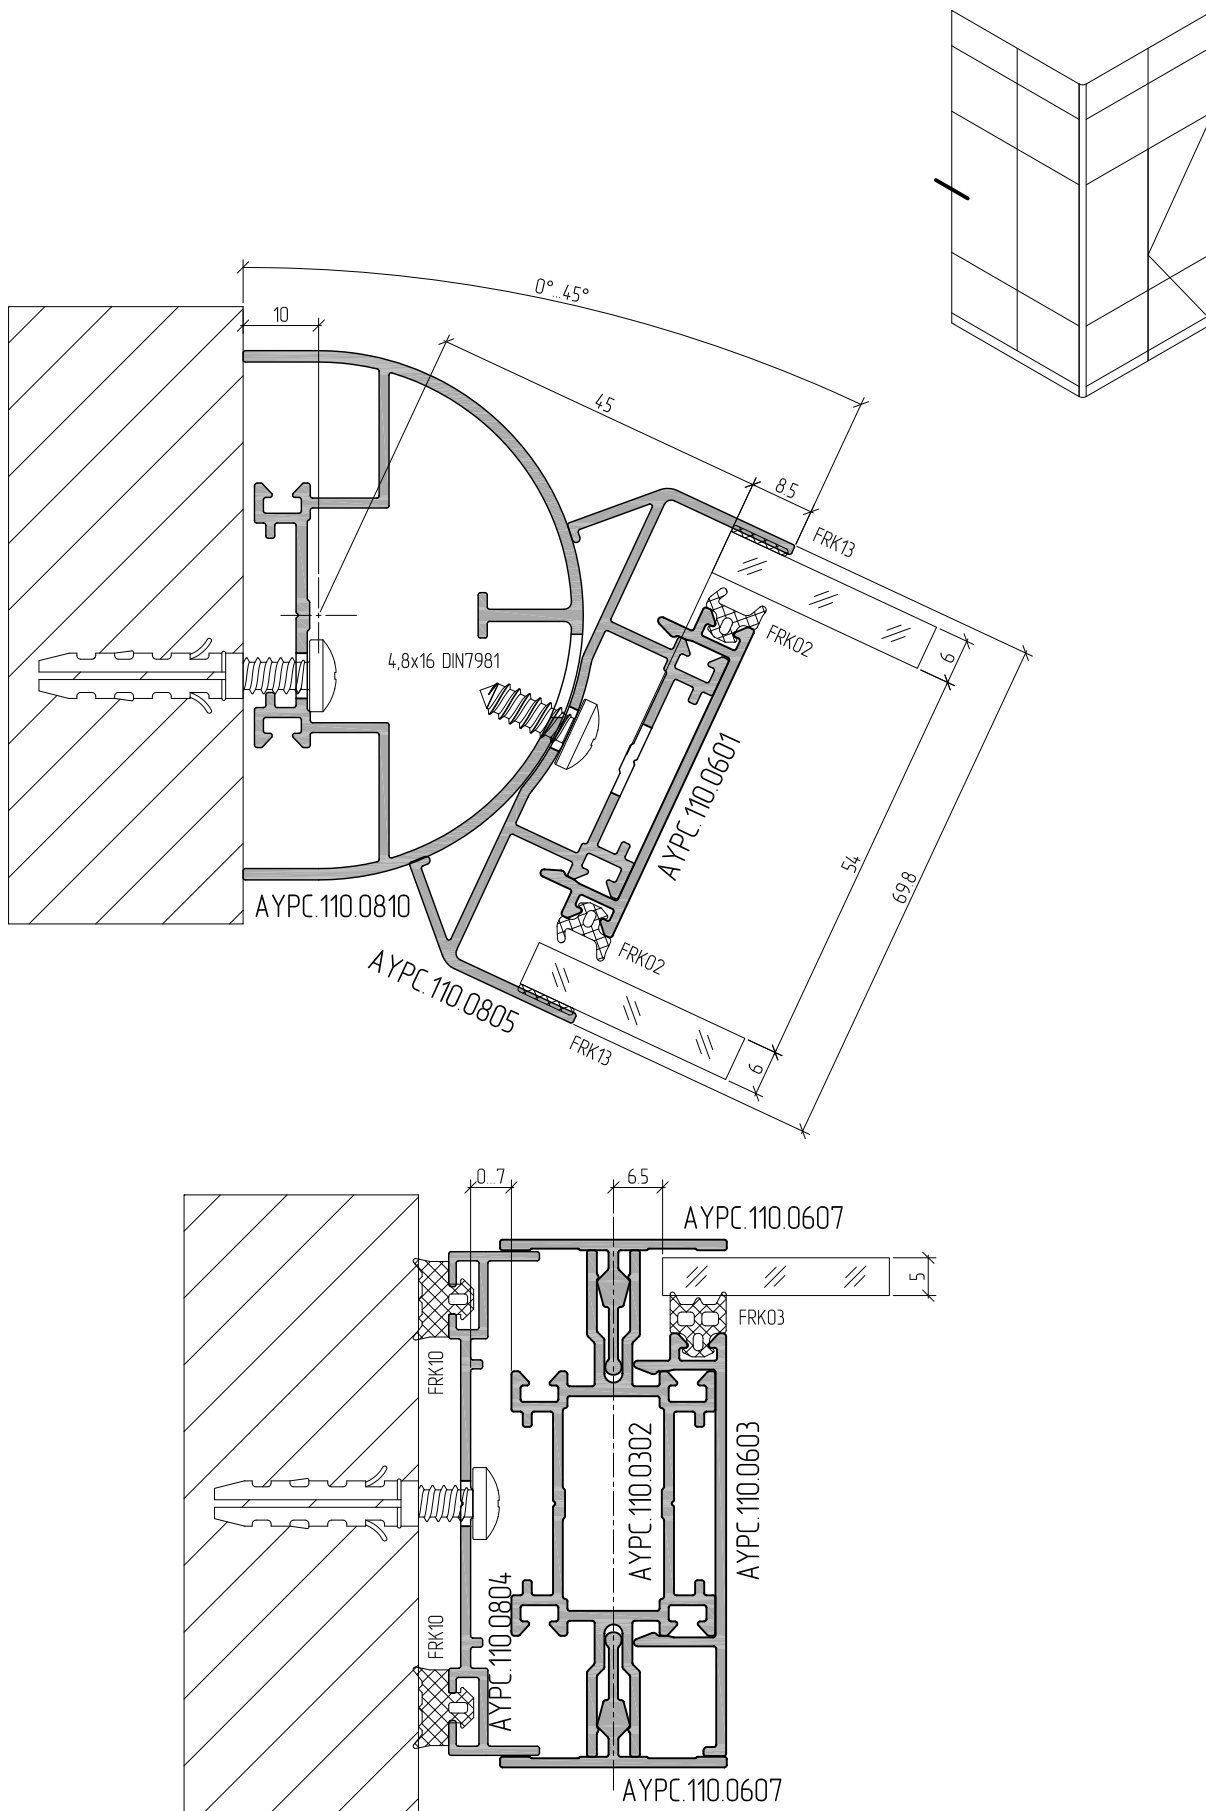 0°...45°
10
45
8.5
FRK13
FRK02
4,8x16 DIN7981
6
AYPC.110.0601
54
69.8
AYPC.110.0810
FRK02
AYPC.110.0805
FRK13
6
0...7
6.5
AYPC.110.0607
5
FRK03
FRK10
AYPC.110.0302
AYPC.110.0603
AYPC.110.0804
FRK10
AYPC.110.0607